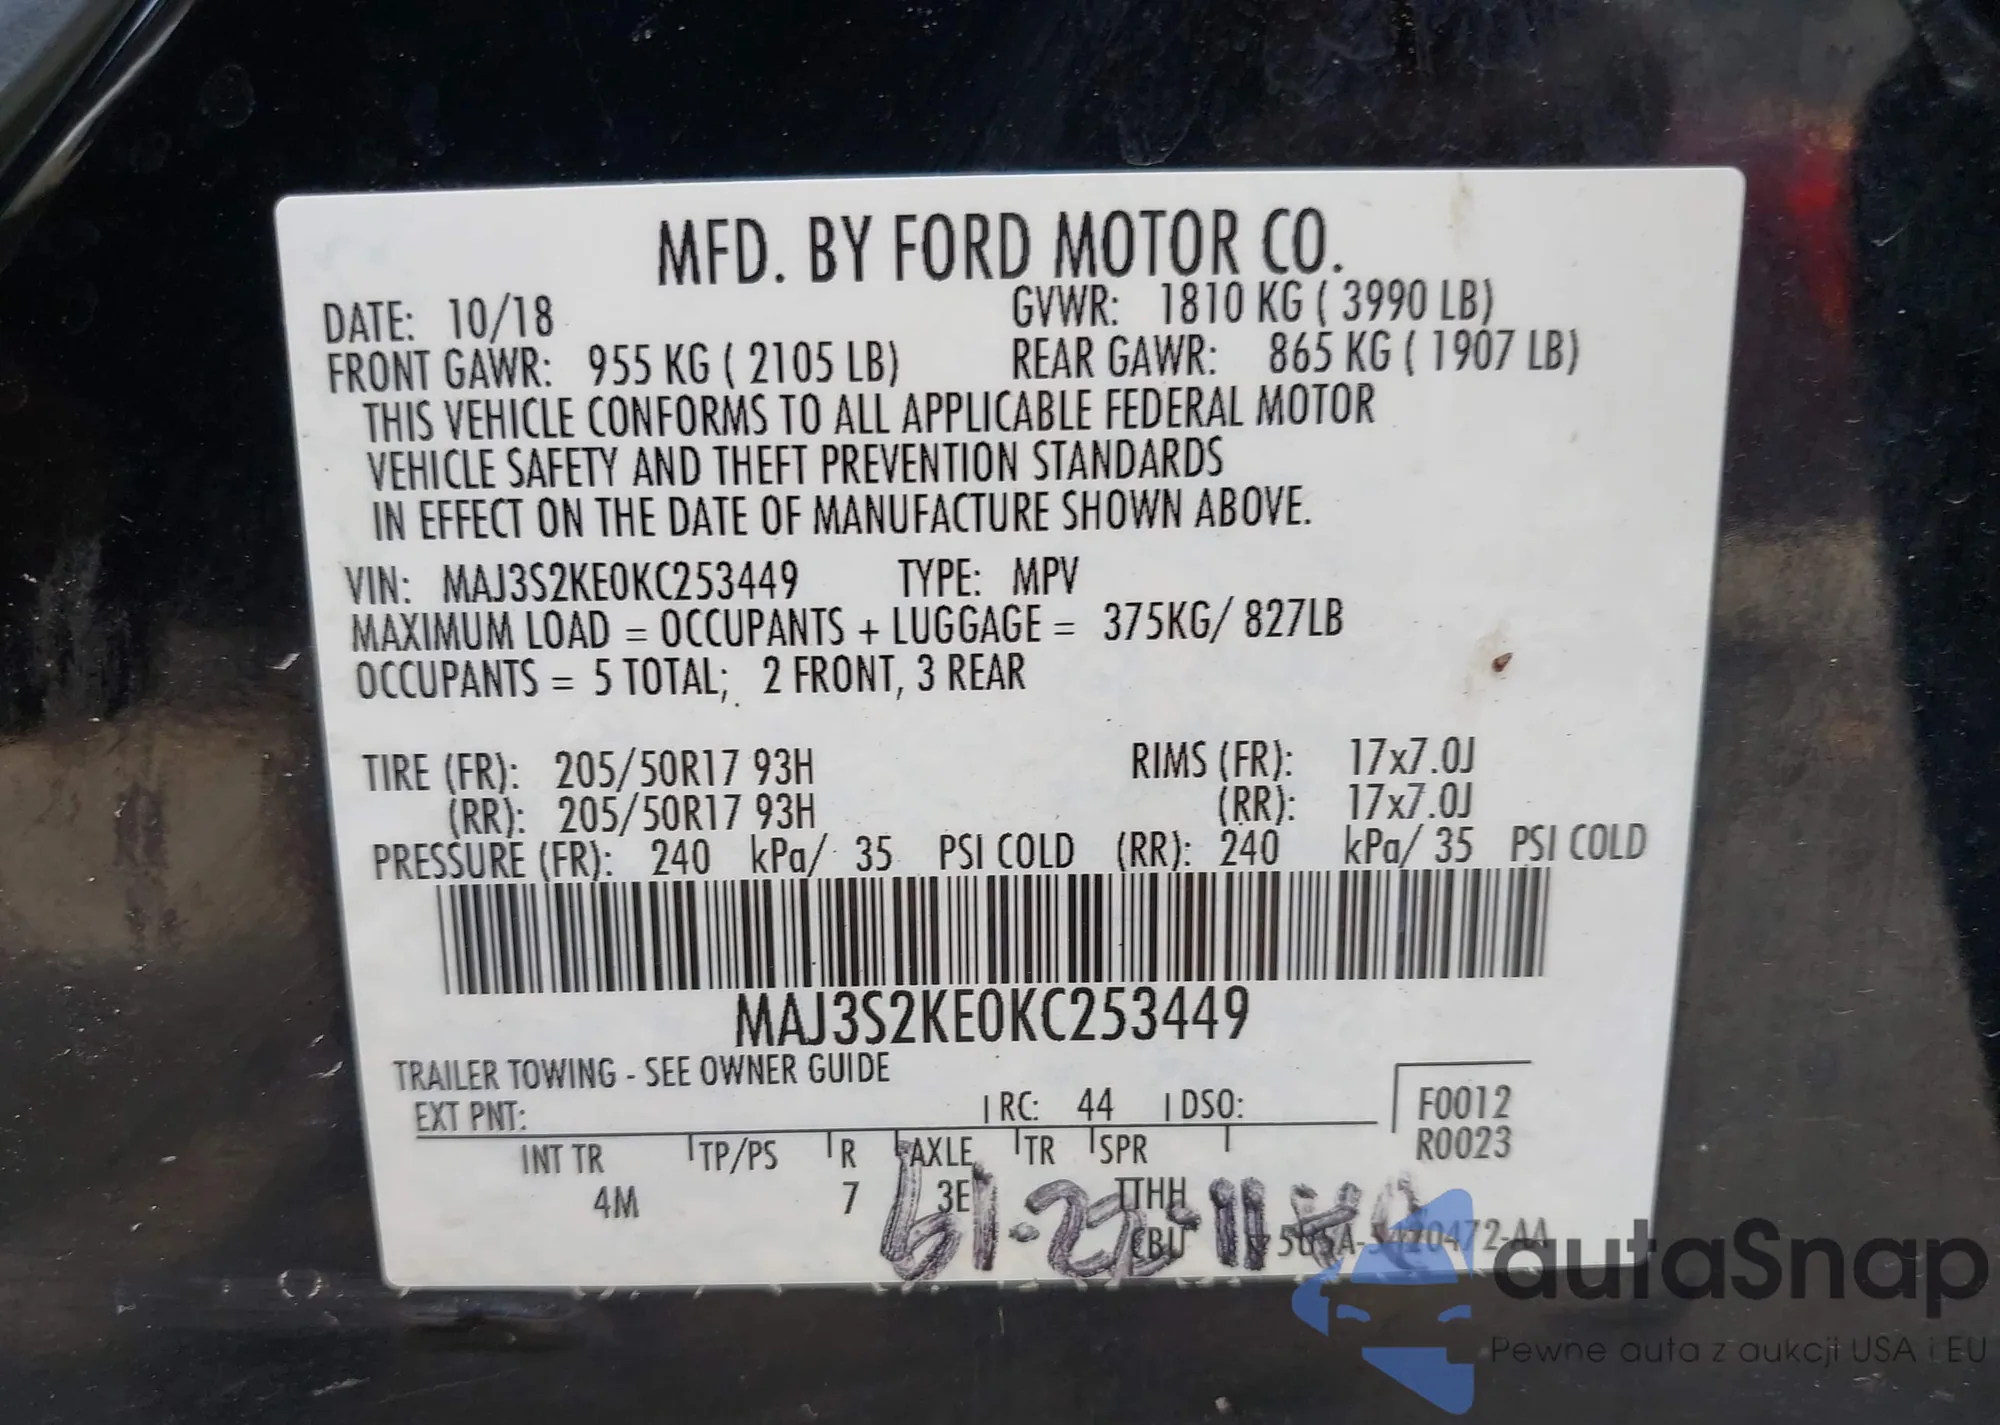 MFD. BY FORD MOTOR CO.
DATE: 10/18 GVWR: 1810 KG ( 3990 LB)
FRONT GAWR: 955 KG ( 2105 LB) REAR GAWR: 865 KG ( 1907 LB)
THIS VEHICLE CONFORMS TO ALL APPLICABLE FEDERAL MOTOR
VEHICLE SAFETY AND THEFT PREVENTION STANDARDS
IN EFFECT ON THE DATE OF MANUFACTURE SHOWN ABOVE.
VIN: MAJ3S2KE0KC253449 TYPE: MPV
MAXIMUM LOAD = OCCUPANTS + LUGGAGE = 375KG/ 827LB
OCCUPANTS = 5 TOTAL; 2 FRONT, 3 REAR
TIRE (FR): 205/50R17 93H RIMS (FR): 17x7.0J
(RR): 205/50R17 93H (RR): 17x7.0J
PRESSURE (FR): 240 kPa/ 35 PSI COLD (RR): 240 kPa/ 35 PSI COLD
MAJ3S2KE0KC253449
TRAILER TOWING - SEE OWNER GUIDE
EXT PNT: RC: 44 DSO: F0012
INT TR TP/PS R AXLE TR SPR R0023
4M 7 3E TTHH
CBU
autaSnap
Pewne auta z aukcji USA i EU